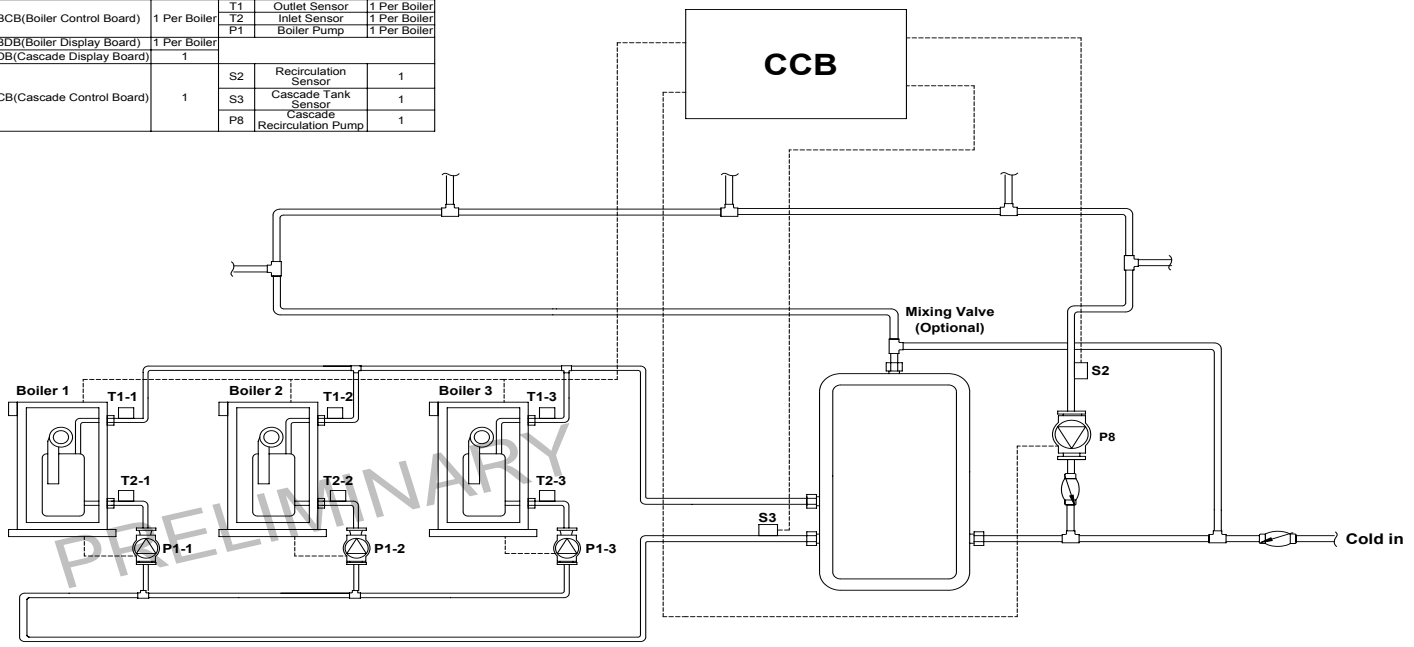 T1 Outlet Sensor 1 Per Boiler
BCB(Boiler Control Board) 1 Per Boiler T2 Inlet Sensor 1 Per Boiler
P1 Boiler Pump 1 Per Boiler
BDB(Boiler Display Board) 1 Per Boiler
DB(Cascade Display Board) 1
CB(Cascade Control Board) 1
S2 Recirculation Sensor 1
S3 Cascade Tank Sensor 1
P8 Cascade Recirculation Pump 1
CCB
Mixing Valve
(Optional)
S2
P8
Boiler 1
T1-1
Boiler 2
T1-2
Boiler 3
T1-3
T2-1
T2-2
T2-3
S3
P1-1
P1-2
P1-3
Cold in
PRELIMINARY